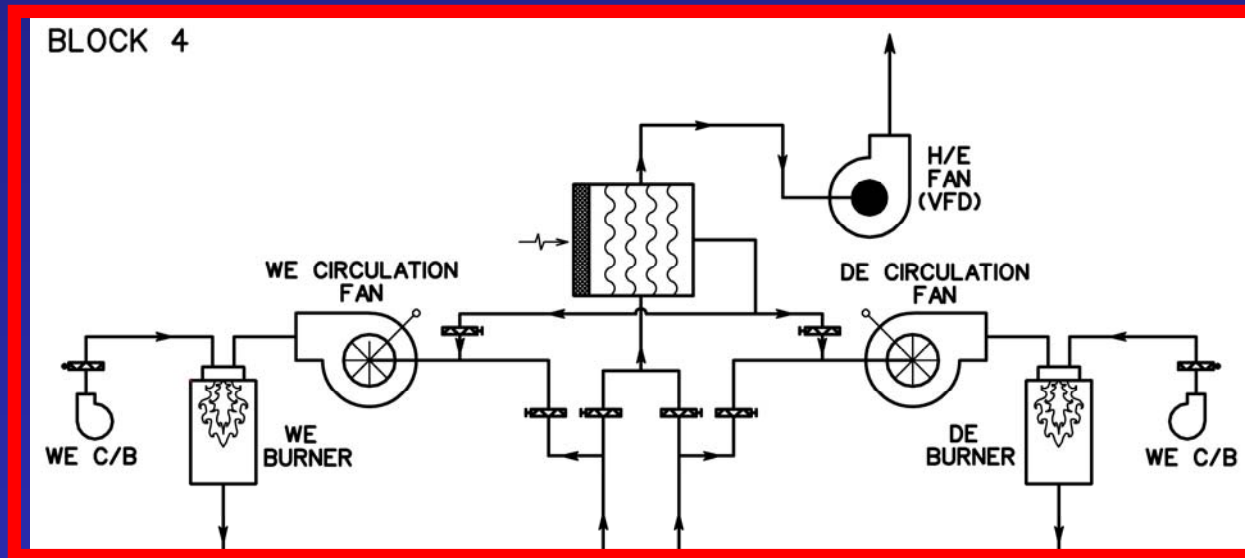 BLOCK 4
H/E
FAN
(VFD)
WE CIRCULATION
FAN
DE CIRCULATION
FAN
WE C/B
WE
BURNER
DE
BURNER
WE C/B